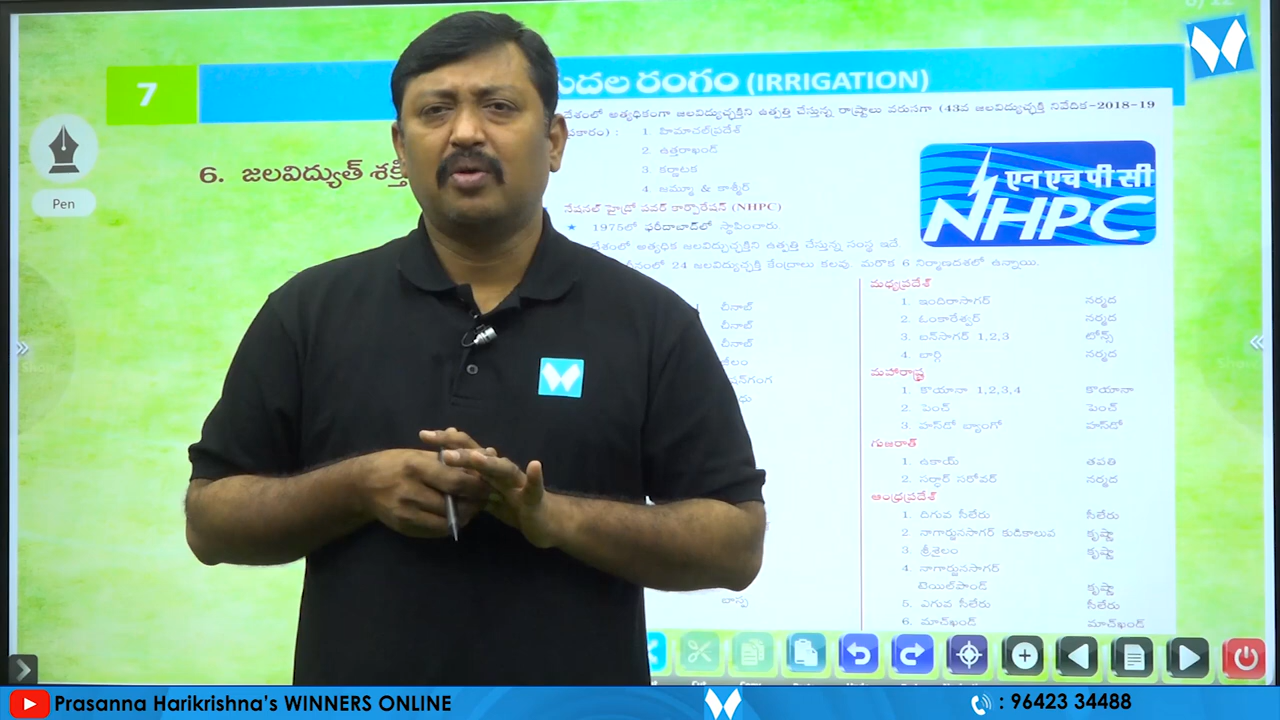 7
ుదల రంగం (IRRIGATION)
6. జలవిద్యుత్ శక్తి
Pen
దేశంలో అత్యధికంగా జలవిద్యుచ్ఛక్తిని ఉత్పత్తి చేస్తున్న రాష్ట్రాలు వరుసగా (43వ జలవిద్యుచ్ఛక్తి నివేదిక-2018-19
ప్రకారం) : 1. హిమాచల్‌ప్రదేశ్
2. ఉత్తరాఖండ్
3. కర్ణాటక
4. జమ్మూ & కాశ్మీర్
నేషనల్ హైడ్రో పవర్ కార్పొరేషన్ (NHPC)
★ 1975లో ఫరీదాబాద్‌లో స్థాపించారు
దేశంలో అత్యధిక జలవిద్యుచ్ఛక్తిని ఉత్పత్తి చేస్తున్న సంస్థ ఇదే.
24 జలవిద్యుచ్ఛక్తి కేంద్రాలు కలవు. మరొక 6 నిర్మాణదశలో ఉన్నాయి.
एन एच पी सी
NHPC
చీనాబ్
చీనాబ్
చీనాబ్
మధ్యప్రదేశ్
1. ఇందిరాసాగర్ నర్మద
2. ఓంకారేశ్వర్ నర్మద
3. బన్‌సాగర్ 1,2,3 టోన్స్
4. బార్గి నర్మద
మహారాష్ట్ర
1. కొయానా 1,2,3,4 కొయానా
2. పెంచ్ పెంచ్
3. హస్‌డో బ్యాంగో హస్‌డో
గుజరాత్
1. ఉకాయ్ తపతి
2. సర్దార్ సరోవర్ నర్మద
ఆంధ్రప్రదేశ్
1. దిగువ సీలేరు సీలేరు
2 నాగార్జునసాగర్ కుడికాలువ కృష్ణా
3. శ్రీశైలం కృష్ణా
4. నాగార్జునసాగర్
టెయిల్‌పాండ్ కృష్ణా
5. ఎగువ సీలేరు సీలేరు
6. మాచ్‌ఖండ్ మాచ్‌ఖండ్
Prasanna Harikrishna's WINNERS ONLINE
: 96423 34488